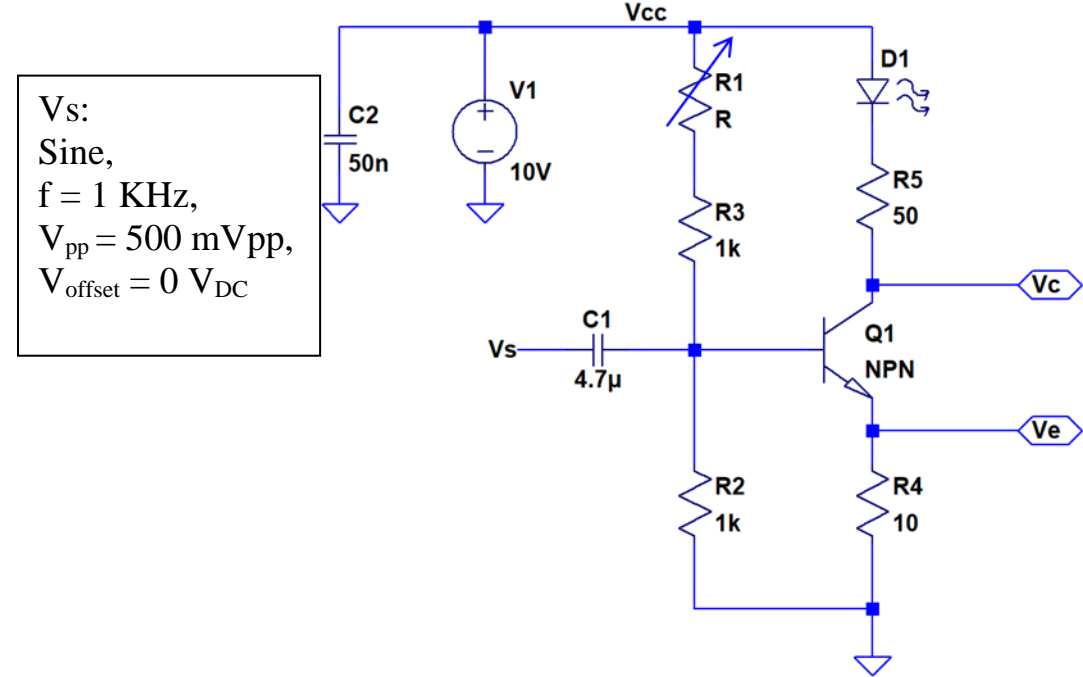 Vcc
Vs:
Sine,
f = 1 KHz,
Vpp = 500 mVpp,
Voffset = 0 VDC
C2
50n
V1
10V
R1
R
D1
R3
1k
R5
50
Vc
C1
Vs
4.7µ
Q1
NPN
Ve
R2
1k
R4
10